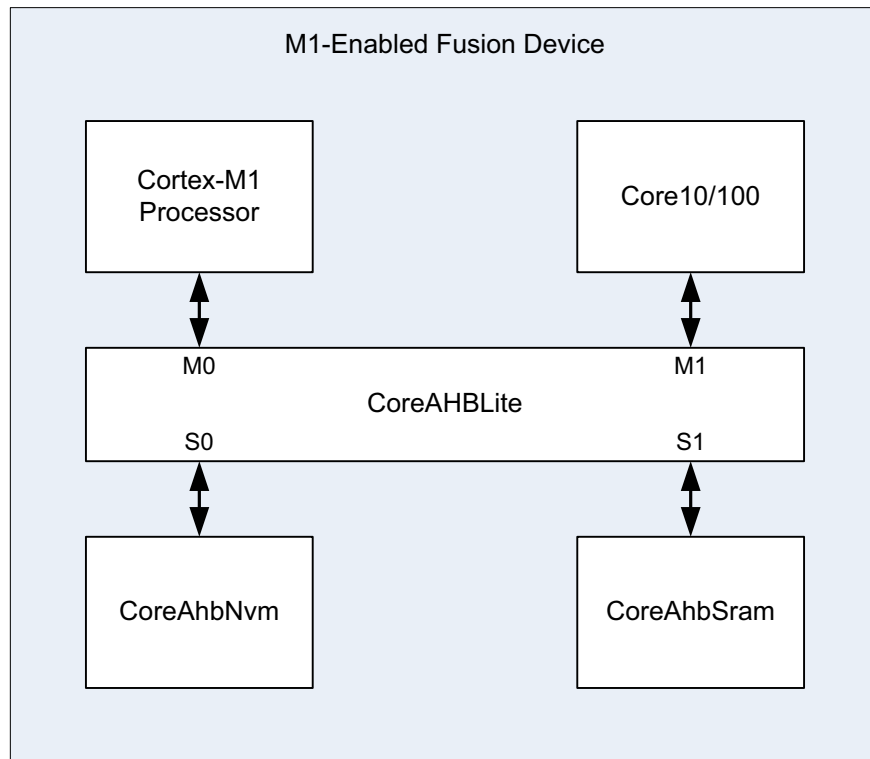 M1-Enabled Fusion Device
Cortex-M1
Processor
Core10/100
M0
M1
CoreAHBLite
S0
S1
CoreAhbNvm
CoreAhbSram